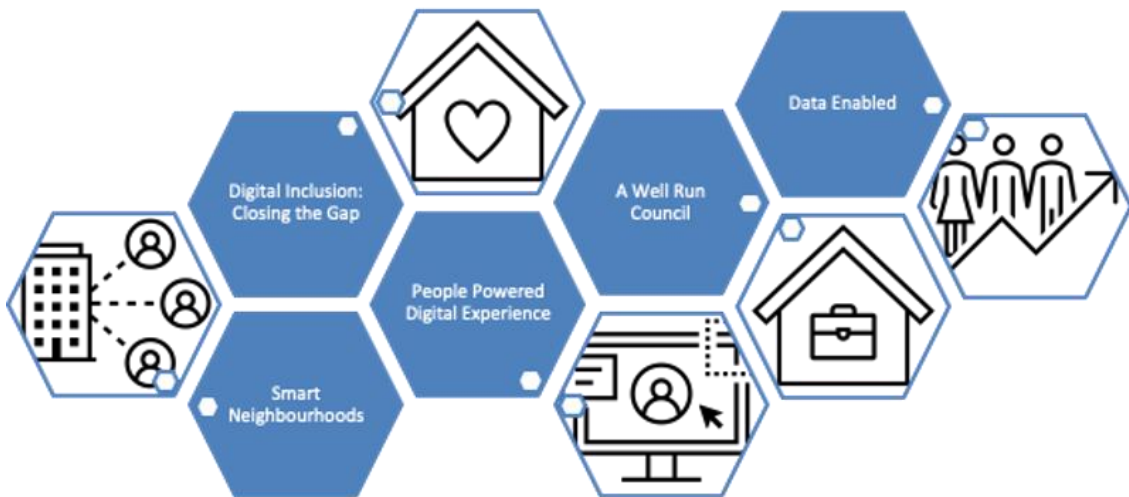 Data Enabled
Digital Inclusion:
Closing the Gap
A Well Run
Council
People Powered
Digital Experience
Smart
Neighbourhoods